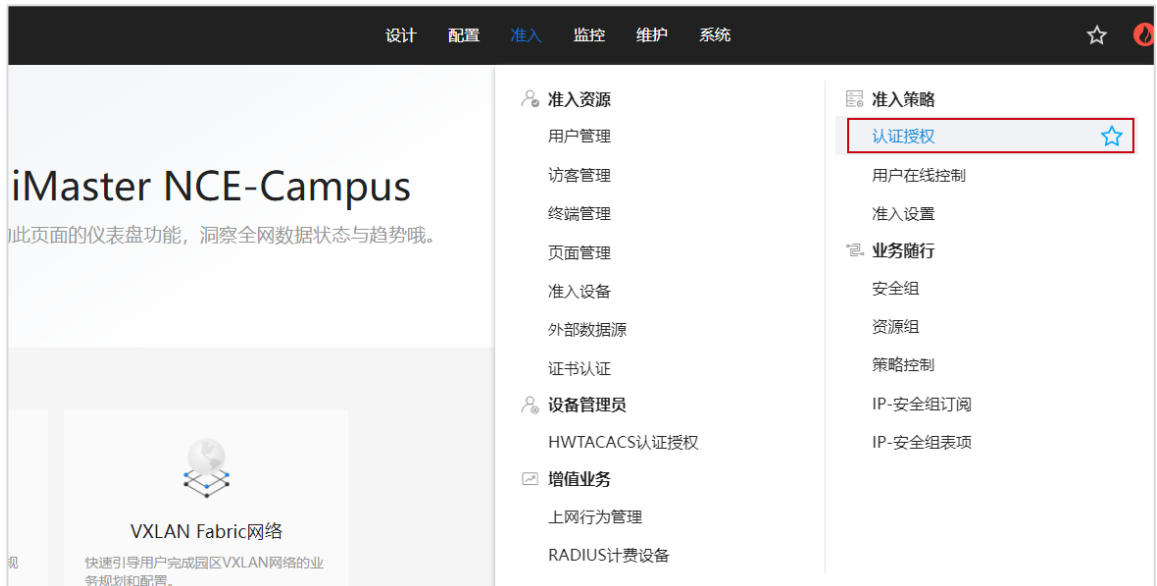 设计 配置 准入 监控 维护 系统
iMaster NCE-Campus
此页面的仪表盘功能，洞察全网数据状态与趋势哦。
规
VXLAN Fabric网络
快速引导用户完成园区VXLAN网络的业
务规划和配置。
准入资源
用户管理
访客管理
终端管理
页面管理
准入设备
外部数据源
证书认证
设备管理员
HWTACACS认证授权
增值业务
上网行为管理
RADIUS计费设备
准入策略
认证授权
用户在线控制
准入设置
业务随行
安全组
资源组
策略控制
IP-安全组订阅
IP-安全组表项